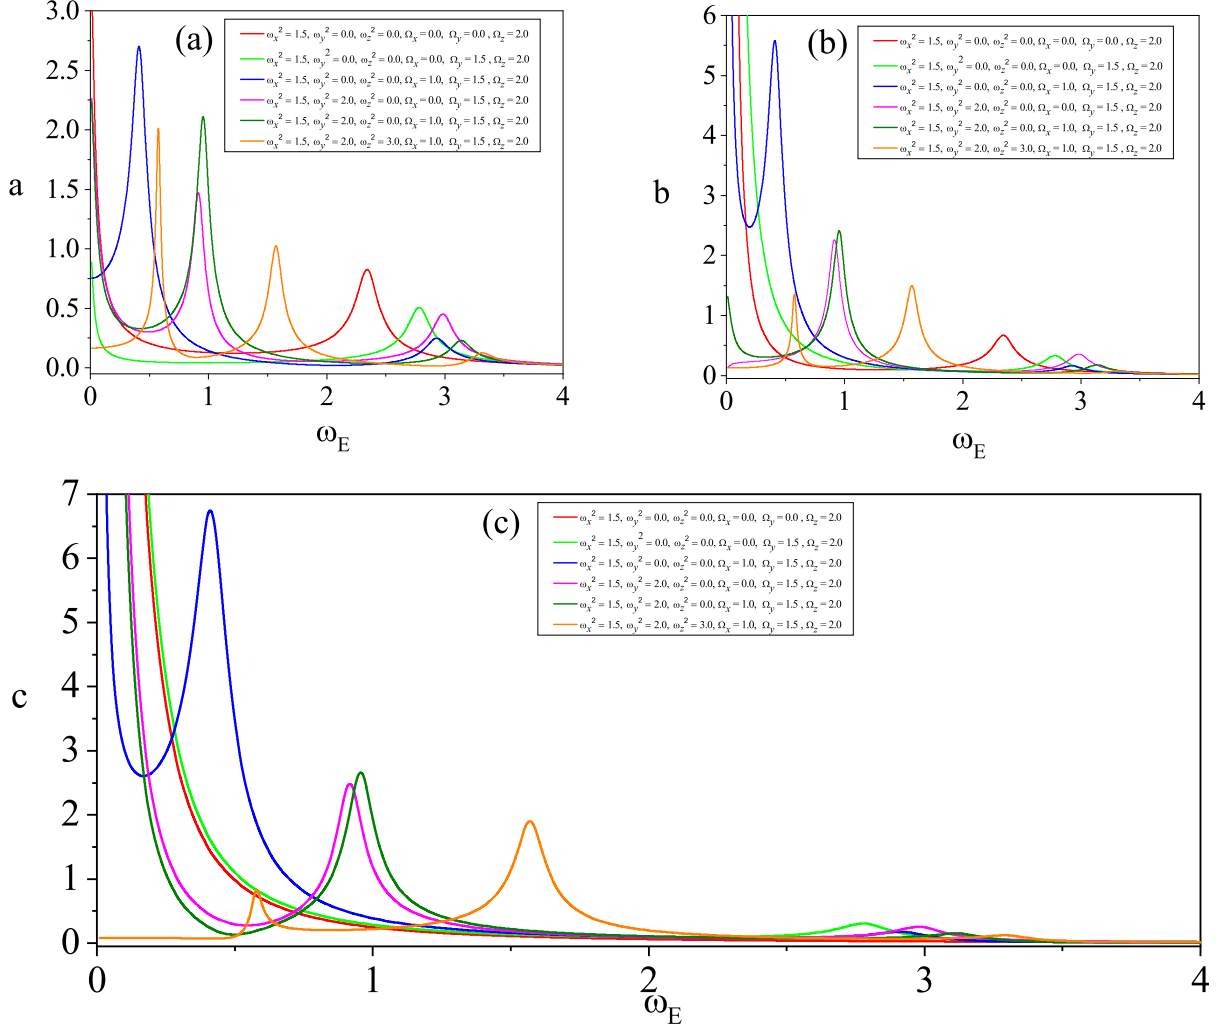 (a)
ωx² = 1.5, ωy² = 0.0, ωz² = 0.0, Ωx = 0.0, Ωy = 0.0, Ωz = 2.0
ωx² = 1.5, ωy² = 0.0, ωz² = 0.0, Ωx = 0.0, Ωy = 1.5, Ωz = 2.0
ωx² = 1.5, ωy² = 0.0, ωz² = 0.0, Ωx = 1.0, Ωy = 1.5, Ωz = 2.0
ωx² = 1.5, ωy² = 2.0, ωz² = 0.0, Ωx = 0.0, Ωy = 1.5, Ωz = 2.0
ωx² = 1.5, ωy² = 2.0, ωz² = 0.0, Ωx = 1.0, Ωy = 1.5, Ωz = 2.0
ωx² = 1.5, ωy² = 2.0, ωz² = 3.0, Ωx = 1.0, Ωy = 1.5, Ωz = 2.0
3.0
2.5
2.0
1.5
1.0
0.5
0.0
a
0 1 2 3 4
ωE
(b)
ωx² = 1.5, ωy² = 0.0, ωz² = 0.0, Ωx = 0.0, Ωy = 0.0, Ωz = 2.0
ωx² = 1.5, ωy² = 0.0, ωz² = 0.0, Ωx = 0.0, Ωy = 1.5, Ωz = 2.0
ωx² = 1.5, ωy² = 0.0, ωz² = 0.0, Ωx = 1.0, Ωy = 1.5, Ωz = 2.0
ωx² = 1.5, ωy² = 2.0, ωz² = 0.0, Ωx = 0.0, Ωy = 1.5, Ωz = 2.0
ωx² = 1.5, ωy² = 2.0, ωz² = 0.0, Ωx = 1.0, Ωy = 1.5, Ωz = 2.0
ωx² = 1.5, ωy² = 2.0, ωz² = 3.0, Ωx = 1.0, Ωy = 1.5, Ωz = 2.0
6
5
4
3
2
1
0
b
0 1 2 3 4
ωE
(c)
ωx² = 1.5, ωy² = 0.0, ωz² = 0.0, Ωx = 0.0, Ωy = 0.0, Ωz = 2.0
ωx² = 1.5, ωy² = 0.0, ωz² = 0.0, Ωx = 0.0, Ωy = 1.5, Ωz = 2.0
ωx² = 1.5, ωy² = 0.0, ωz² = 0.0, Ωx = 1.0, Ωy = 1.5, Ωz = 2.0
ωx² = 1.5, ωy² = 2.0, ωz² = 0.0, Ωx = 0.0, Ωy = 1.5, Ωz = 2.0
ωx² = 1.5, ωy² = 2.0, ωz² = 0.0, Ωx = 1.0, Ωy = 1.5, Ωz = 2.0
ωx² = 1.5, ωy² = 2.0, ωz² = 3.0, Ωx = 1.0, Ωy = 1.5, Ωz = 2.0
7
6
5
4
3
2
1
0
c
0 1 2 3 4
ωE